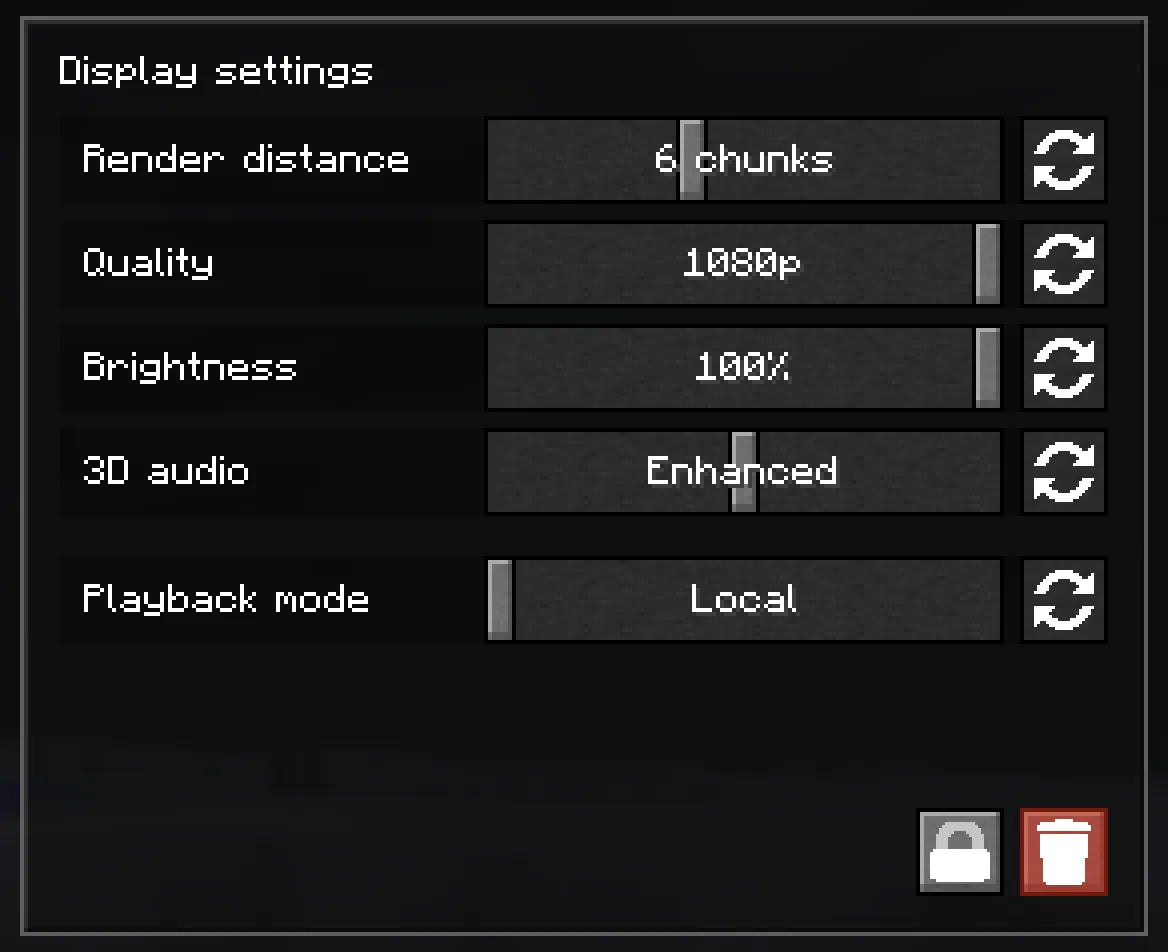 Display settings
Render distance
6 chunks
Quality
1080p
Brightness
100%
3D audio
Enhanced
Playback mode
Local